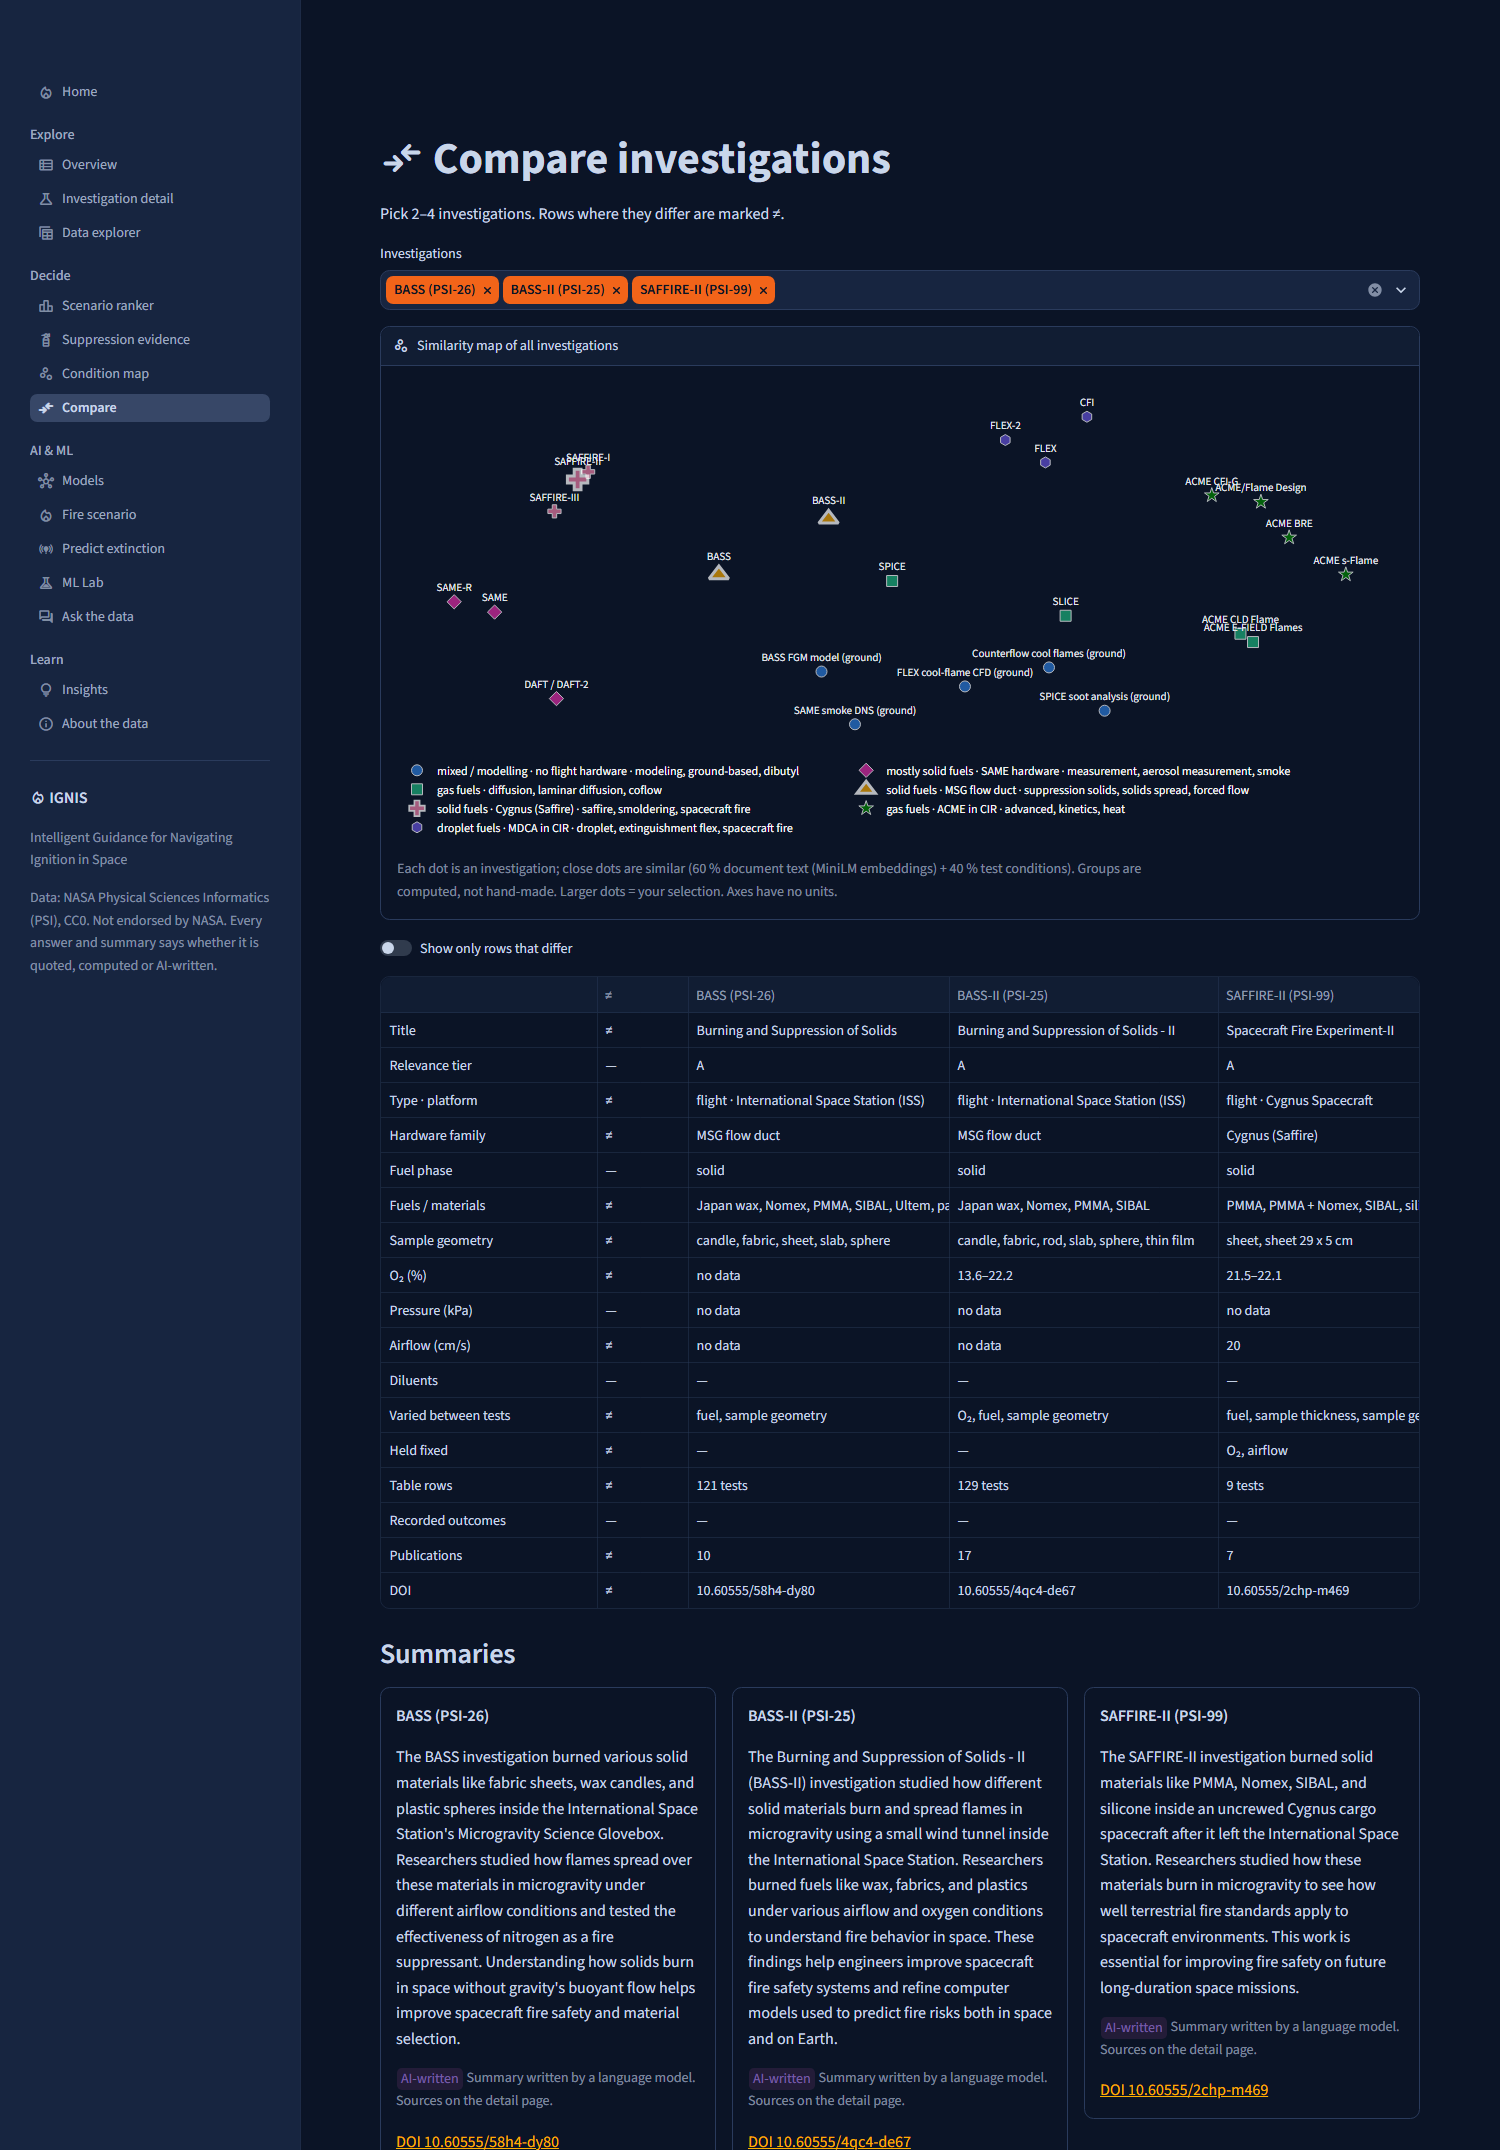 Home
Explore
Overview
Investigation detail
Data explorer
Decide
Scenario ranker
Suppression evidence
Condition map
Compare
AI & ML
Models
Fire scenario
Predict extinction
ML Lab
Ask the data
Learn
Insights
About the data
IGNIS
Intelligent Guidance for Navigating
Ignition in Space
Data: NASA Physical Sciences Informatics
(PSI), CC0. Not endorsed by NASA. Every
answer and summary says whether it is
quoted, computed or AI-written.
Compare investigations
Pick 2–4 investigations. Rows where they differ are marked ≠.
Investigations
BASS (PSI-26) × BASS-II (PSI-25) × SAFFIRE-II (PSI-99) ×
Similarity map of all investigations
CFI
FLEX-2
FLEX
SAFFIRE-I
SAFFIRE-II
SAFFIRE-III
ACME CFI-G
ACME/Flame Design
BASS-II
ACME BRE
BASS
SPICE
ACME s-Flame
SAME-R
SAME
SLICE
ACME CLD Flame
ACME E-FIELD Flames
BASS FGM model (ground)
Counterflow cool flames (ground)
FLEX cool-flame CFD (ground)
DAFT / DAFT-2
SPICE soot analysis (ground)
SAME smoke DNS (ground)
mixed / modelling · no flight hardware · modeling, ground-based, dibutyl
gas fuels · diffusion, laminar diffusion, coflow
solid fuels · Cygnus (Saffire) · saffire, smoldering, spacecraft fire
droplet fuels · MDCA in CIR · droplet, extinguishment flex, spacecraft fire
mostly solid fuels · SAME hardware · measurement, aerosol measurement, smoke
solid fuels · MSG flow duct · suppression solids, solids spread, forced flow
gas fuels · ACME in CIR · advanced, kinetics, heat
Each dot is an investigation; close dots are similar (60 % document text (MiniLM embeddings) + 40 % test conditions). Groups are
computed, not hand-made. Larger dots = your selection. Axes have no units.
Show only rows that differ
≠ BASS (PSI-26) BASS-II (PSI-25) SAFFIRE-II (PSI-99)
Title ≠ Burning and Suppression of Solids Burning and Suppression of Solids - II Spacecraft Fire Experiment-II
Relevance tier — A A A
Type · platform ≠ flight · International Space Station (ISS) flight · International Space Station (ISS) flight · Cygnus Spacecraft
Hardware family ≠ MSG flow duct MSG flow duct Cygnus (Saffire)
Fuel phase — solid solid solid
Fuels / materials ≠ Japan wax, Nomex, PMMA, SIBAL, Ultem, pa Japan wax, Nomex, PMMA, SIBAL PMMA, PMMA + Nomex, SIBAL, sil
Sample geometry ≠ candle, fabric, sheet, slab, sphere candle, fabric, rod, slab, sphere, thin film sheet, sheet 29 x 5 cm
O₂ (%) ≠ no data 13.6–22.2 21.5–22.1
Pressure (kPa) — no data no data no data
Airflow (cm/s) ≠ no data no data 20
Diluents — — — —
Varied between tests ≠ fuel, sample geometry O₂, fuel, sample geometry fuel, sample thickness, sample ge
Held fixed ≠ — — O₂, airflow
Table rows ≠ 121 tests 129 tests 9 tests
Recorded outcomes — — — —
Publications ≠ 10 17 7
DOI ≠ 10.60555/58h4-dy80 10.60555/4qc4-de67 10.60555/2chp-m469
Summaries
BASS (PSI-26)
The BASS investigation burned various solid
materials like fabric sheets, wax candles, and
plastic spheres inside the International Space
Station's Microgravity Science Glovebox.
Researchers studied how flames spread over
these materials in microgravity under
different airflow conditions and tested the
effectiveness of nitrogen as a fire
suppressant. Understanding how solids burn
in space without gravity's buoyant flow helps
improve spacecraft fire safety and material
selection.
AI-written Summary written by a language model.
Sources on the detail page.
DOI 10.60555/58h4-dy80
BASS-II (PSI-25)
The Burning and Suppression of Solids - II
(BASS-II) investigation studied how different
solid materials burn and spread flames in
microgravity using a small wind tunnel inside
the International Space Station. Researchers
burned fuels like wax, fabrics, and plastics
under various airflow and oxygen conditions
to understand fire behavior in space. These
findings help engineers improve spacecraft
fire safety systems and refine computer
models used to predict fire risks both in space
and on Earth.
AI-written Summary written by a language model.
Sources on the detail page.
DOI 10.60555/4qc4-de67
SAFFIRE-II (PSI-99)
The SAFFIRE-II investigation burned solid
materials like PMMA, Nomex, SIBAL, and
silicone inside an uncrewed Cygnus cargo
spacecraft after it left the International Space
Station. Researchers studied how these
materials burn in microgravity to see how
well terrestrial fire standards apply to
spacecraft environments. This work is
essential for improving fire safety on future
long-duration space missions.
AI-written Summary written by a language model.
Sources on the detail page.
DOI 10.60555/2chp-m469